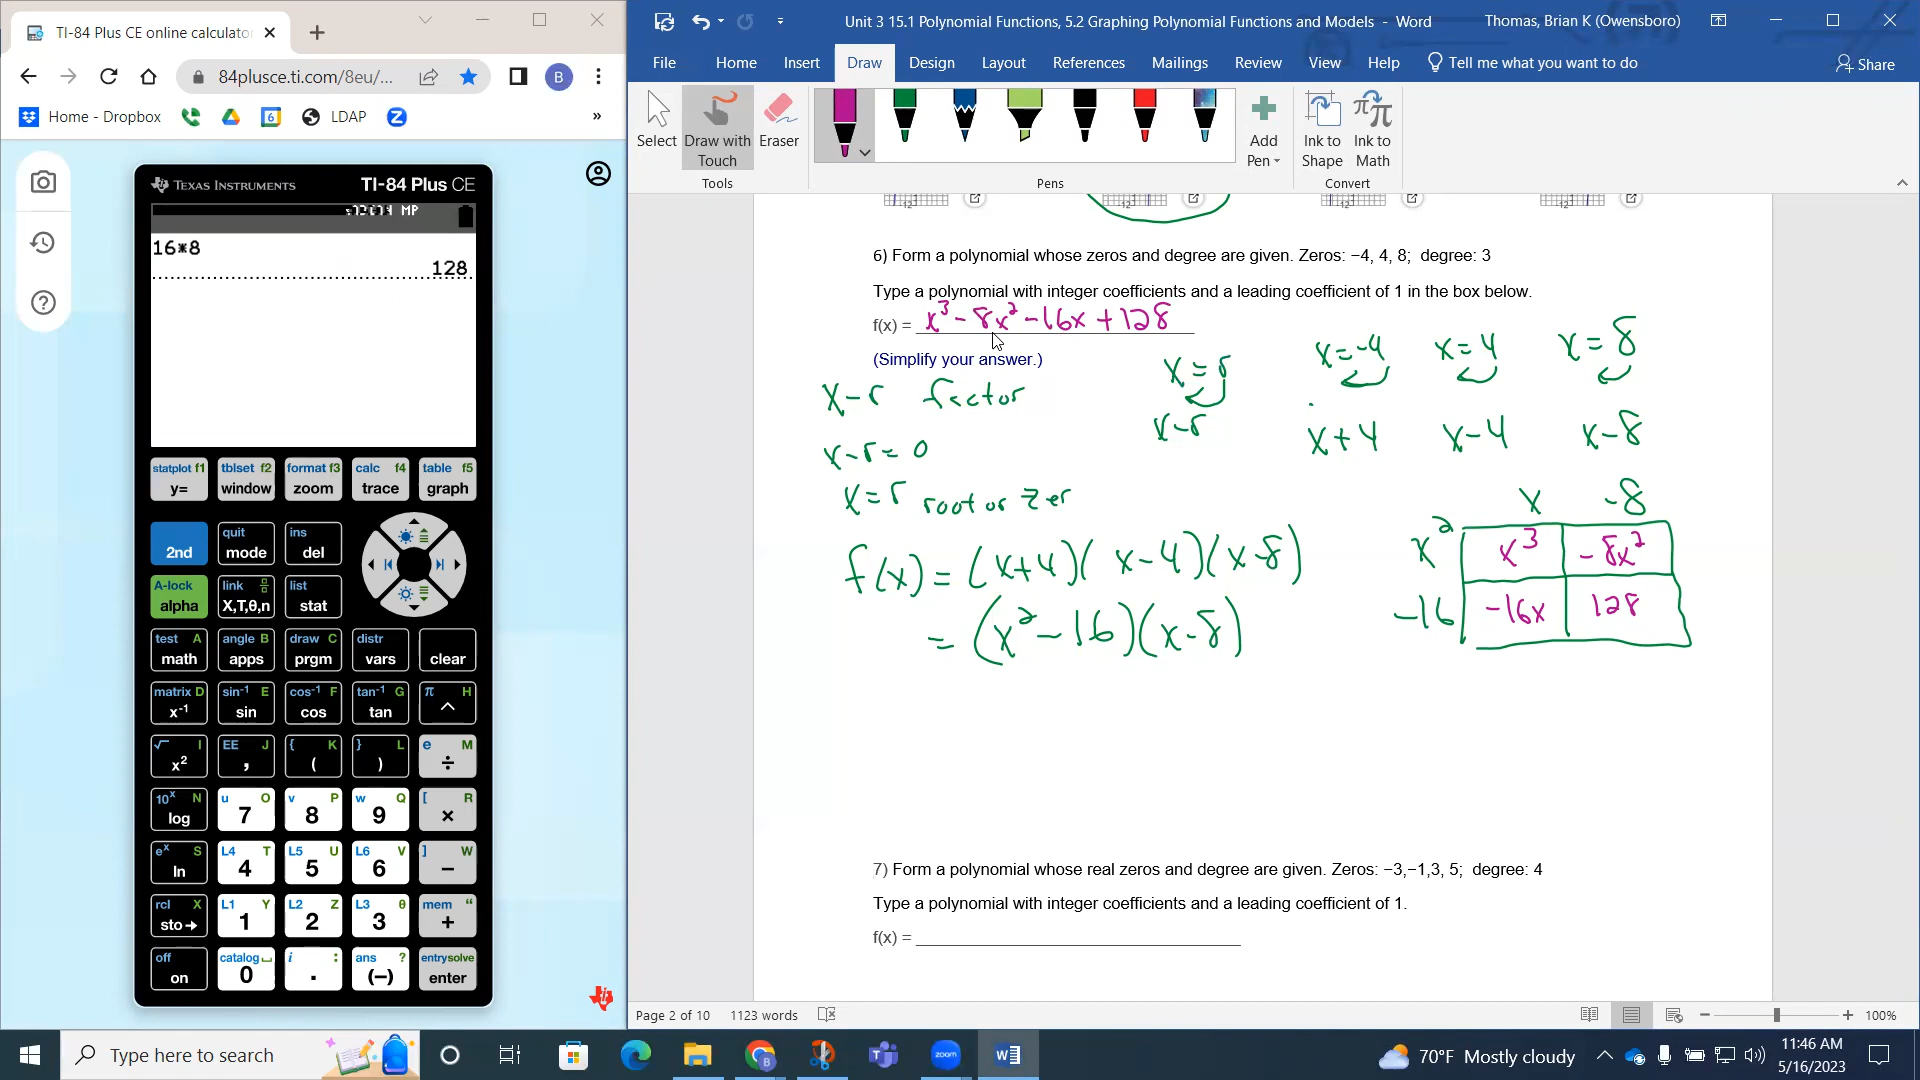 TI-84 Plus CE online calculator
84plusce.ti.com/8eu/...
B
Home - Dropbox
6
LDAP
Z
»
TEXAS INSTRUMENTS
TI-84 Plus CE
MP
16*8
128
statplot f1 tblset f2 format f3 calc f4 table f5
y= window zoom trace graph
quit ins
2nd mode del
A-lock link list
alpha X,T,θ,n stat
test A angle B draw C distr
math apps prgm vars clear
matrix D sin⁻¹ E cos⁻¹ F tan⁻¹ G π H
x⁻¹ sin cos tan ^
√ I EE J { K } L e M
x² , ( ) ÷
10ˣ N u O v P w Q [ R
log 7 8 9 ×
eˣ S L4 T L5 U L6 V ] W
ln 4 5 6 −
rcl X L1 Y L2 Z L3 θ mem “
sto→ 1 2 3 +
off catalog i : ans ? entry solve
on 0 . (−) enter
Unit 3 15.1 Polynomial Functions, 5.2 Graphing Polynomial Functions and Models - Word
Thomas, Brian K (Owensboro)
File Home Insert Draw Design Layout References Mailings Review View Help Tell me what you want to do Share
Select Draw with Touch Eraser Add Pen Ink to Shape Ink to Math
Tools Pens Convert
6) Form a polynomial whose zeros and degree are given. Zeros: −4, 4, 8; degree: 3
Type a polynomial with integer coefficients and a leading coefficient of 1 in the box below.
f(x) = x³ - 8x² - 16x + 128
(Simplify your answer.)
x = r x = -4 x = 4 x = 8
x - r factor
x - r x + 4 x - 4 x - 8
x - r = 0
x = r root or zer
x -8
x² x³ -8x²
-16 -16x 128
f(x) = (x+4)(x-4)(x-8)
= (x² - 16)(x - 8)
7) Form a polynomial whose real zeros and degree are given. Zeros: −3,−1,3, 5; degree: 4
Type a polynomial with integer coefficients and a leading coefficient of 1.
f(x) =
Page 2 of 10 1123 words 100%
Type here to search
zoom
70°F Mostly cloudy
11:46 AM
5/16/2023